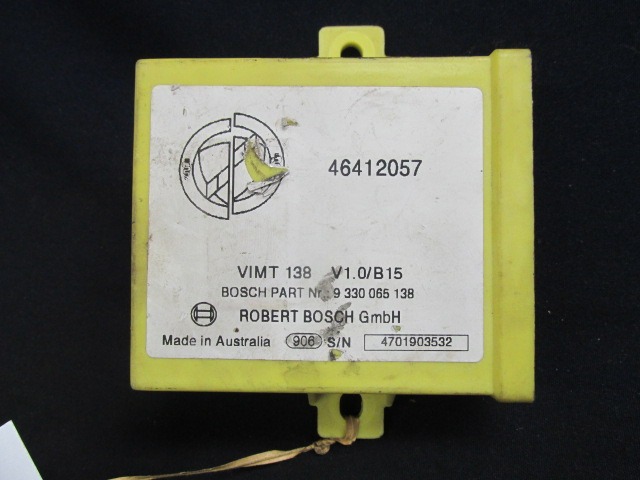 46412057
VIMT 138 V1.0/B15
BOSCH PART Nr.: 9 330 065 138
ROBERT BOSCH GmbH
Made in Australia 906 S/N 4701903532